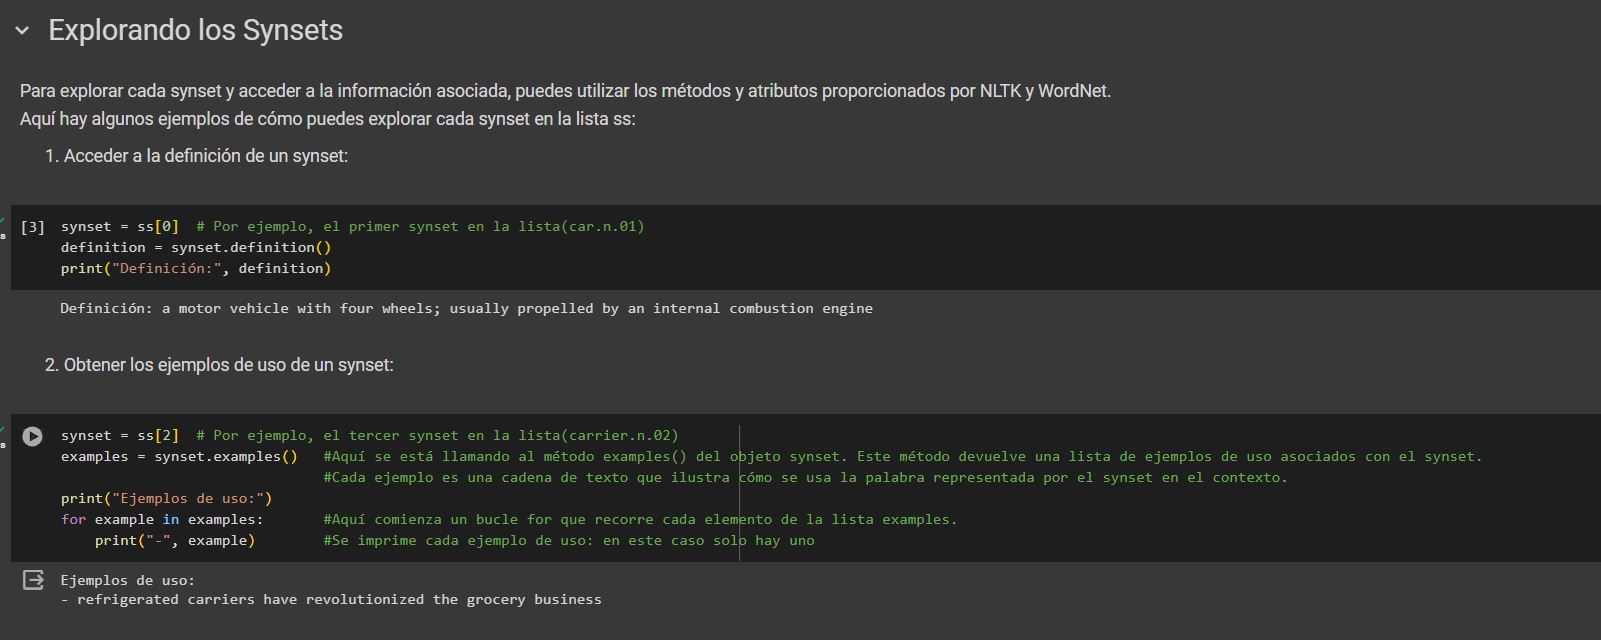 Explorando los Synsets
Para explorar cada synset y acceder a la información asociada, puedes utilizar los métodos y atributos proporcionados por NLTK y WordNet.
Aquí hay algunos ejemplos de cómo puedes explorar cada synset en la lista ss:
1. Acceder a la definición de un synset:
[3] synset = ss[0]  # Por ejemplo, el primer synset en la lista(car.n.01)
s definition = synset.definition()
print("Definición:", definition)
Definición: a motor vehicle with four wheels; usually propelled by an internal combustion engine
2. Obtener los ejemplos de uso de un synset:
synset = ss[2]  # Por ejemplo, el tercer synset en la lista(carrier.n.02)
s examples = synset.examples()   #Aquí se está llamando al método examples() del objeto synset. Este método devuelve una lista de ejemplos de uso asociados con el synset.
#Cada ejemplo es una cadena de texto que ilustra cómo se usa la palabra representada por el synset en el contexto.
print("Ejemplos de uso:")
for example in examples:       #Aquí comienza un bucle for que recorre cada elemento de la lista examples.
    print("-", example)        #Se imprime cada ejemplo de uso: en este caso solo hay uno
Ejemplos de uso:
- refrigerated carriers have revolutionized the grocery business